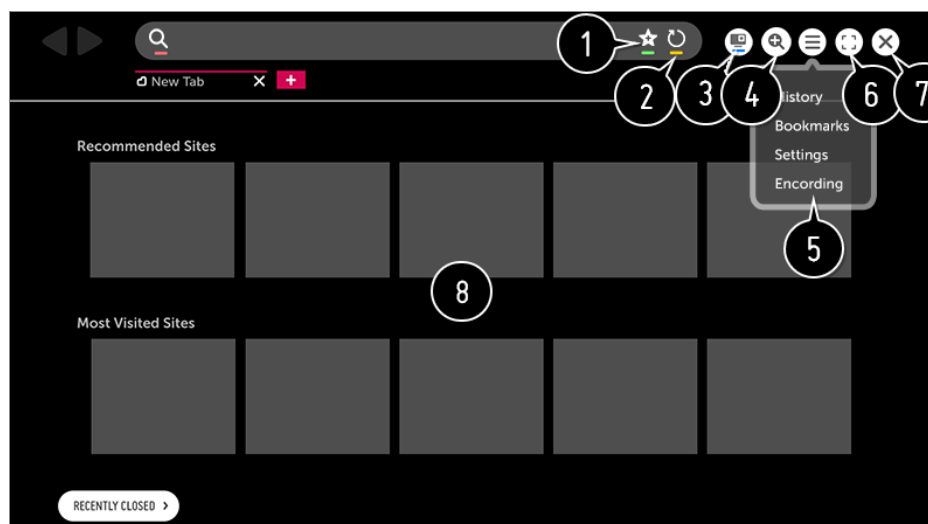 1
New Tab
2
3
4
History
6
7
Bookmarks
Recommended Sites
Settings
Encording
5
8
Most Visited Sites
RECENTLY CLOSED >